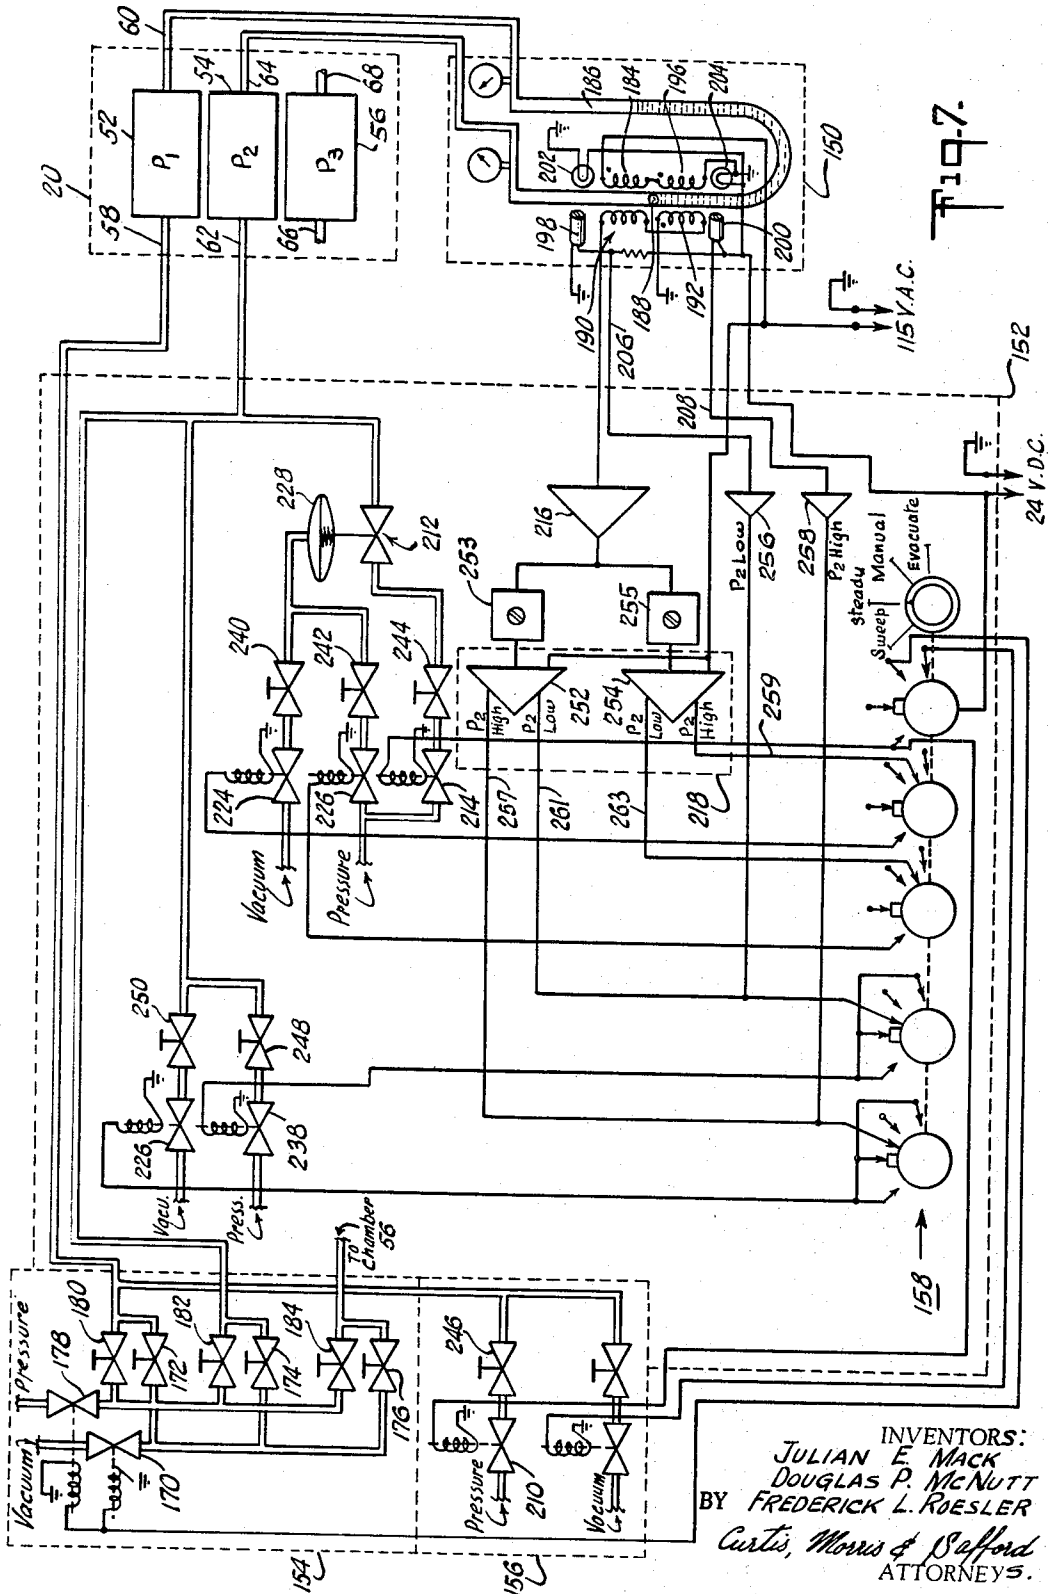 60
20
52
P1
54
64
P2
58
62
P3
68
56
66
186
184
196
204
202
198
190
206
188
192
200
150
Fig. 7.
115 V.A.C.
152
24 V.D.C.
208
228
212
216
253
255
240
242
244
224
226
214
Vacuum
Pressure
P2 High
P2 Low
252
254
P2 Low
P2 High
257
261
263
218
259
P2 Low
256
258
P2 High
Sweep
Steady
Manual
Evacuate
250
248
226
238
Vacu.
Press.
To Chamber 56
158
Pressure
178
180
172
182
174
184
176
Vacuum
170
154
246
Pressure
210
Vacuum
156
INVENTORS:
JULIAN E. MACK
DOUGLAS P. MCNUTT
BY FREDERICK L. ROESLER
Curtis, Morris & Safford
ATTORNEYS.